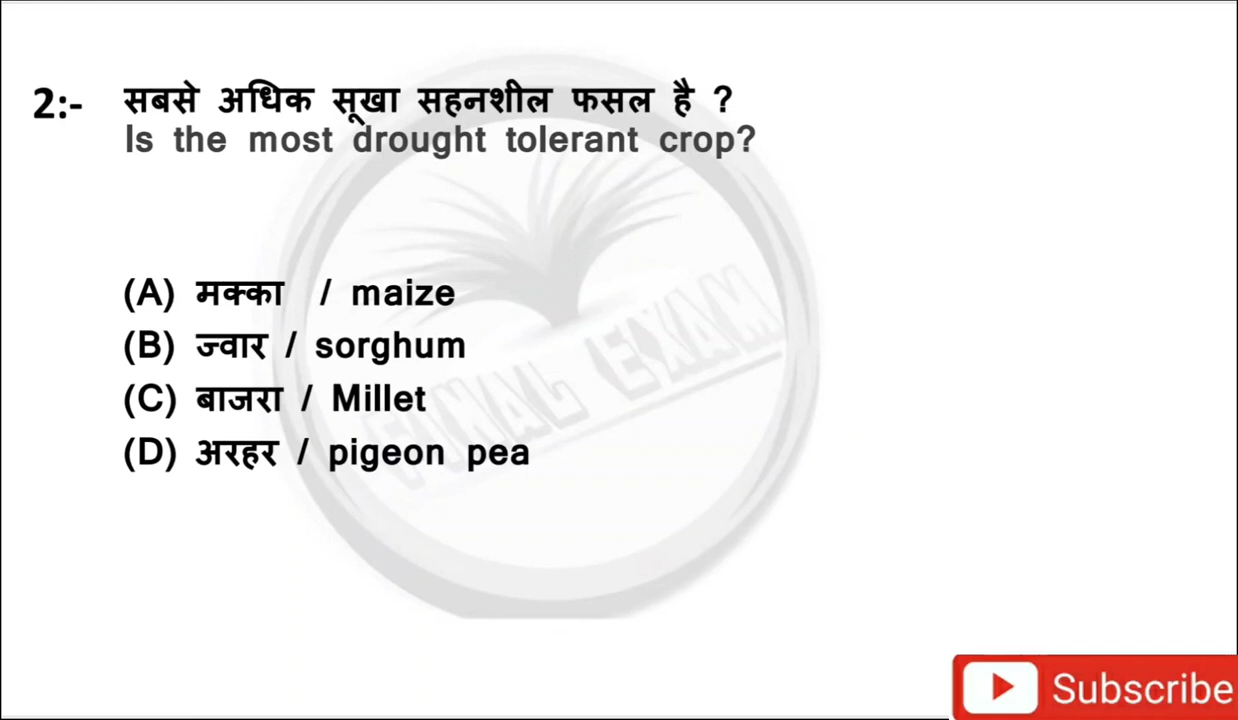 2:- सबसे अधिक सूखा सहनशील फसल है ?
Is the most drought tolerant crop?
(A) मक्का / maize
(B) ज्वार / sorghum
(C) बाजरा / Millet
(D) अरहर / pigeon pea
EXAM
Subscribe